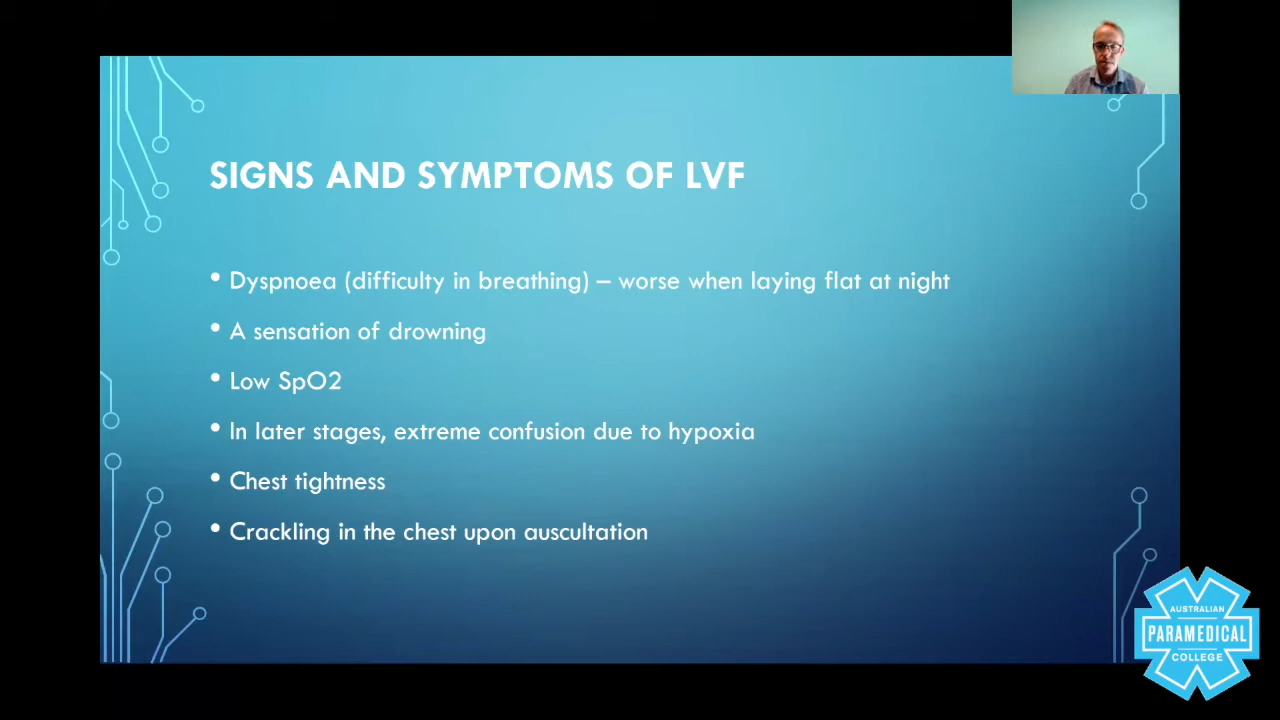 SIGNS AND SYMPTOMS OF LVF
• Dyspnoea (difficulty in breathing) – worse when laying flat at night
• A sensation of drowning
• Low SpO2
• In later stages, extreme confusion due to hypoxia
• Chest tightness
• Crackling in the chest upon auscultation
AUSTRALIAN
PARAMEDICAL
COLLEGE